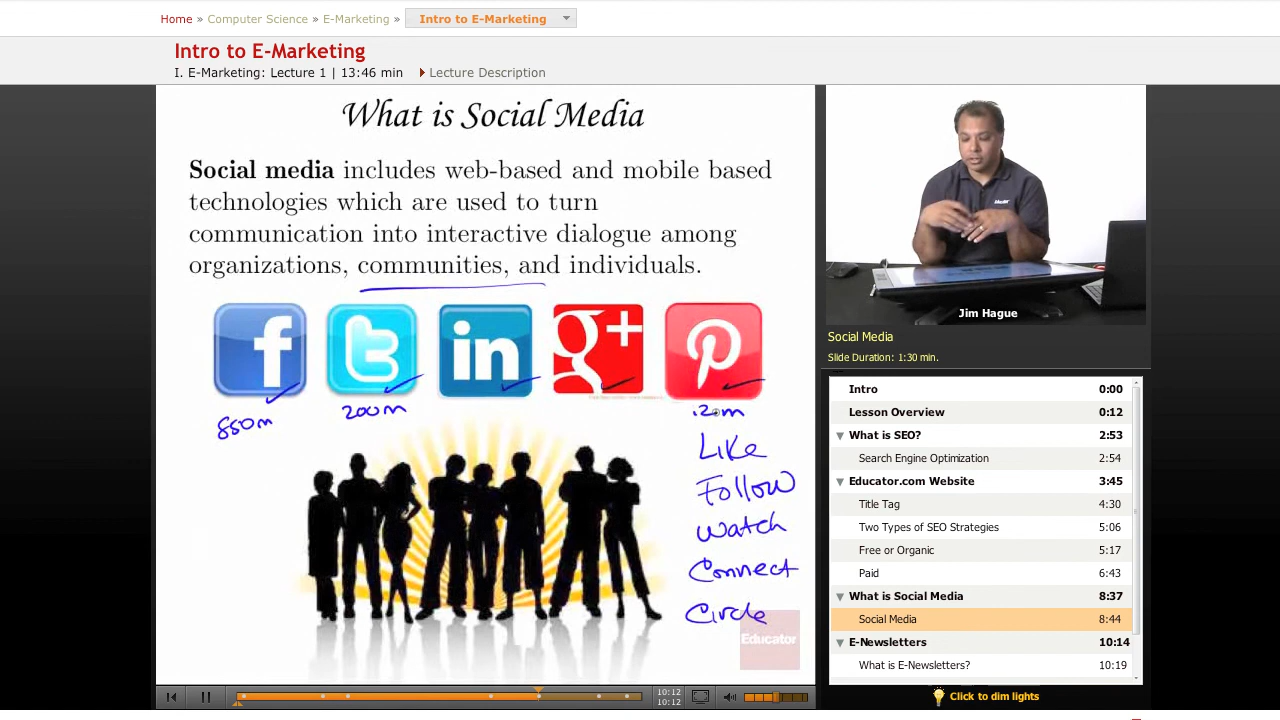 Home » Computer Science » E-Marketing » Intro to E-Marketing
Intro to E-Marketing
I. E-Marketing: Lecture 1 | 13:46 min Lecture Description
What is Social Media
Social media includes web-based and mobile based
technologies which are used to turn
communication into interactive dialogue among
organizations, communities, and individuals.
f t in g+ P
850m 200m 12m
Like
Follow
Watch
Connect
Circle
Educator
Jim Hague
Social Media
Slide Duration: 1:30 min.
Intro 0:00
Lesson Overview 0:12
What is SEO? 2:53
Search Engine Optimization 2:54
Educator.com Website 3:45
Title Tag 4:30
Two Types of SEO Strategies 5:06
Free or Organic 5:17
Paid 6:43
What is Social Media 8:37
Social Media 8:44
E-Newsletters 10:14
What is E-Newsletters? 10:19
10:12
10:12
Click to dim lights